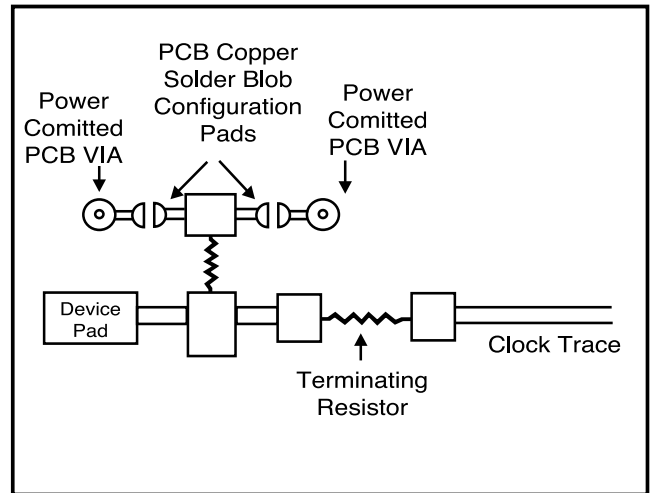 PCB Copper
Solder Blob
Configuration
Pads
Power
Comitted
PCB VIA
Power
Comitted
PCB VIA
Device
Pad
Clock Trace
Terminating
Resistor